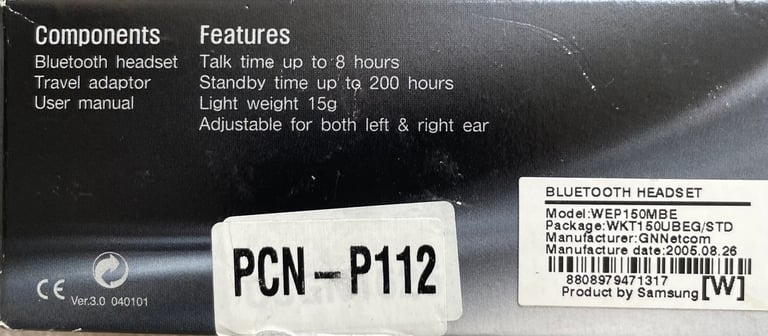 Components
Bluetooth headset
Travel adaptor
User manual
Features
Talk time up to 8 hours
Standby time up to 200 hours
Light weight 15g
Adjustable for both left & right ear
CE Ver.3.0 040101
PCN-P112
BLUETOOTH HEADSET
Model:WEP150MBE
Package:WKT150UBEG/STD
Manufacturer:GNNetcom
Manufacture date:2005.08.26
8808979471317
Product by Samsung [W]